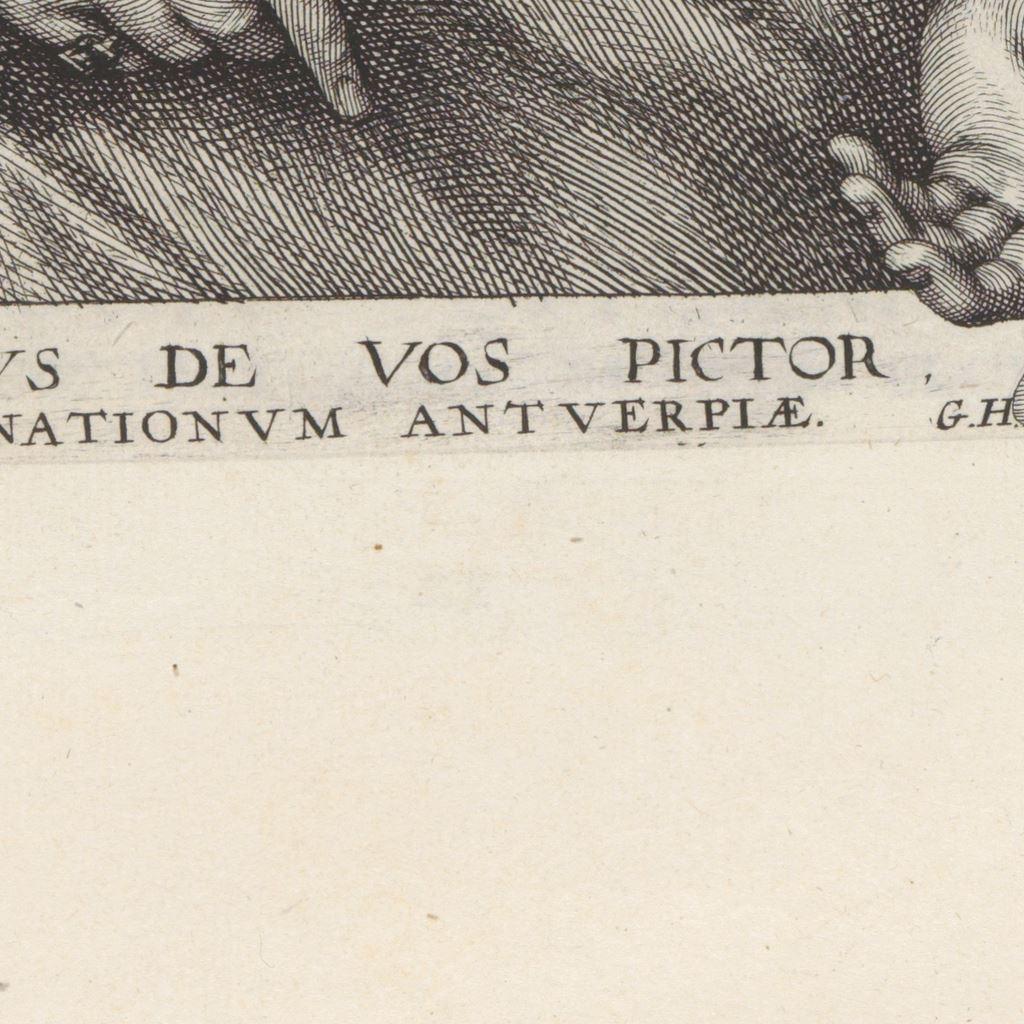 VS DE VOS PICTOR,
NATIONVM ANTVERPIÆ. G.H